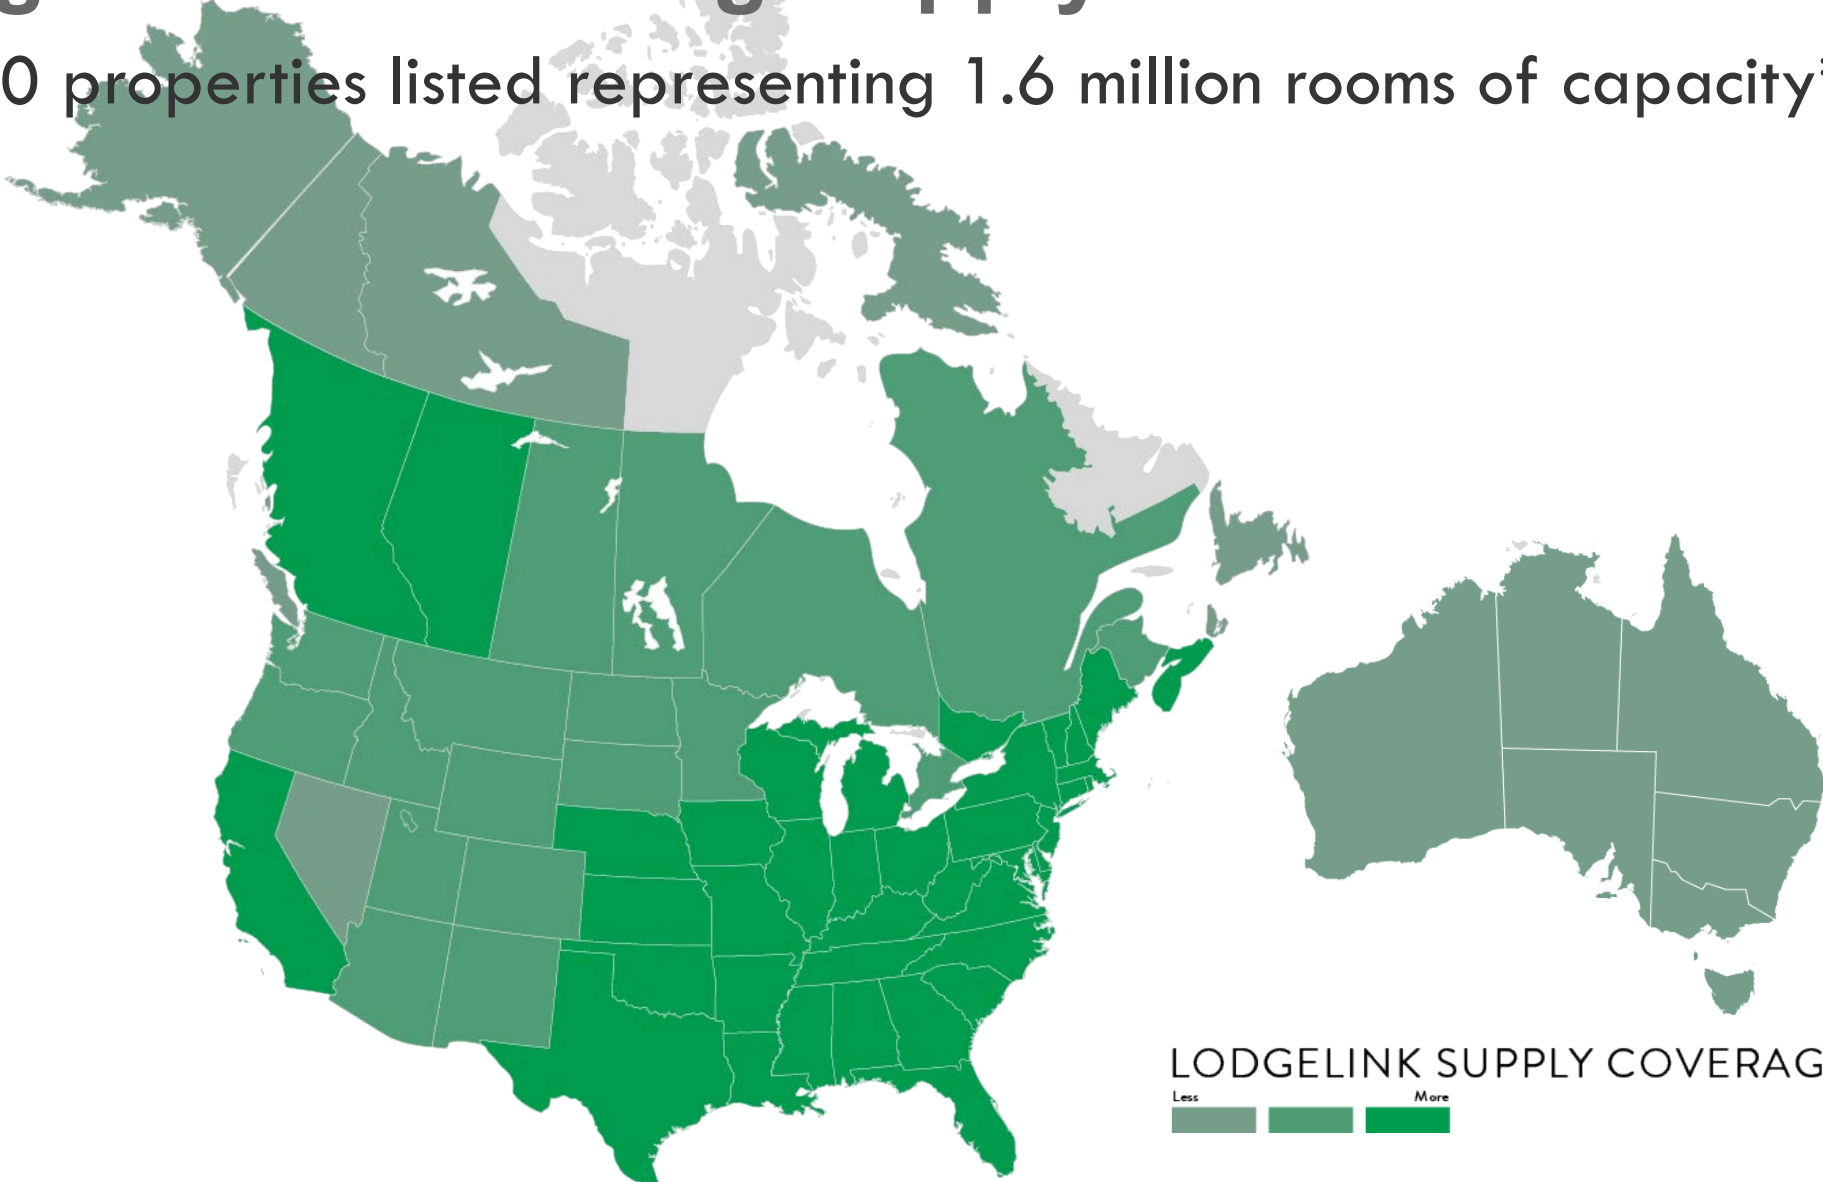 0 properties listed representing 1.6 million rooms of capacity
LODGELINK SUPPLY COVERAG
Less
More